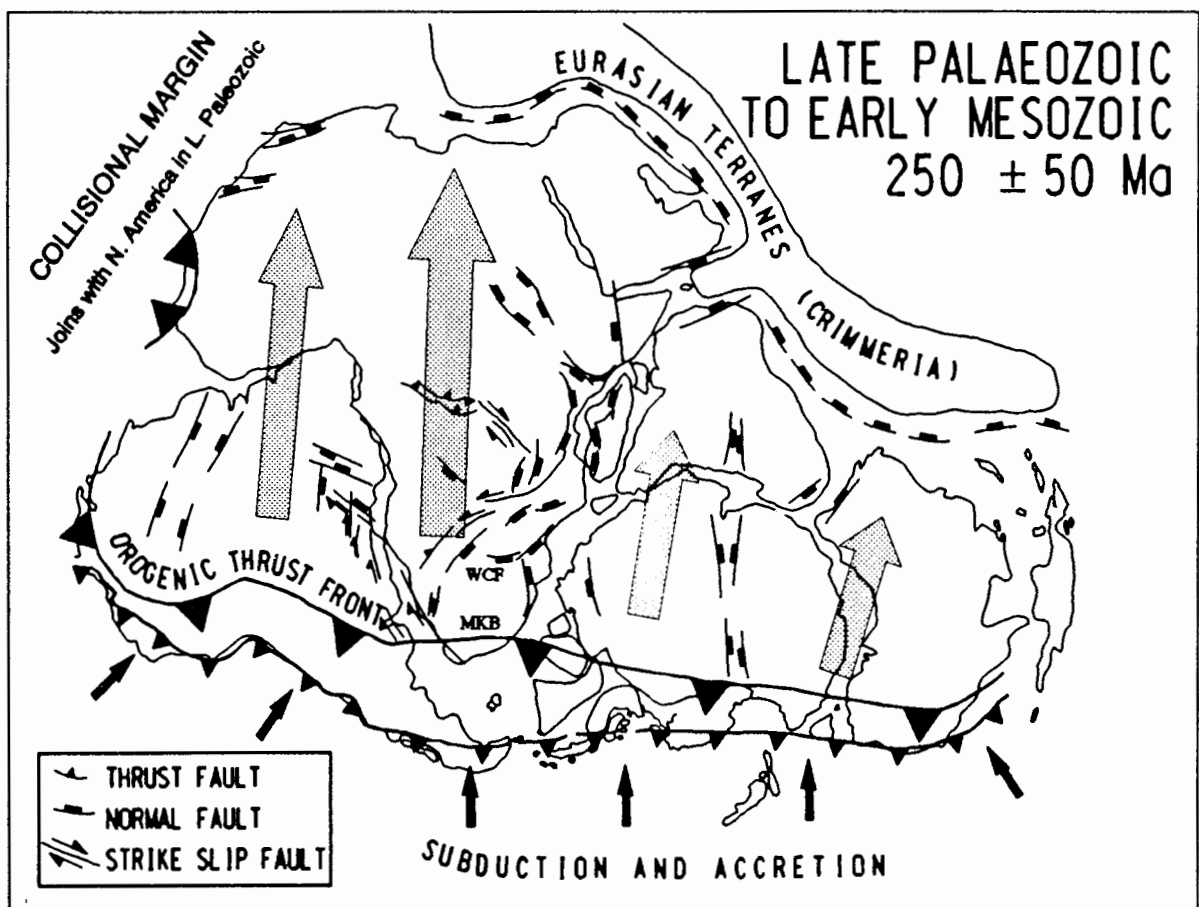 LATE PALAEOZOIC
TO EARLY MESOZOIC
250 ± 50 Ma
COLLISIONAL MARGIN
Joins with N. America in L. Paleozoic
EURASIAN TERRANES
(CRIMMERIA)
OROGENIC THRUST FRONT
WCF
MKB
THRUST FAULT
NORMAL FAULT
STRIKE SLIP FAULT
SUBDUCTION AND ACCRETION